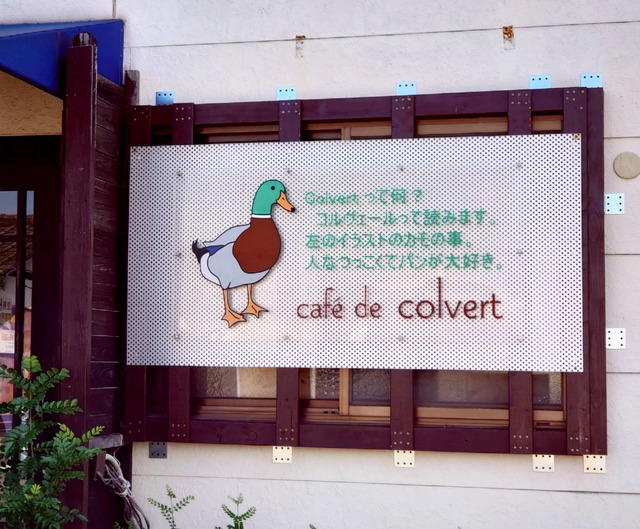 Colvertって何？
コルヴェールって読みます。
左のイラストのカモの事。
人なつっこくてパンが大好き。
café de colvert